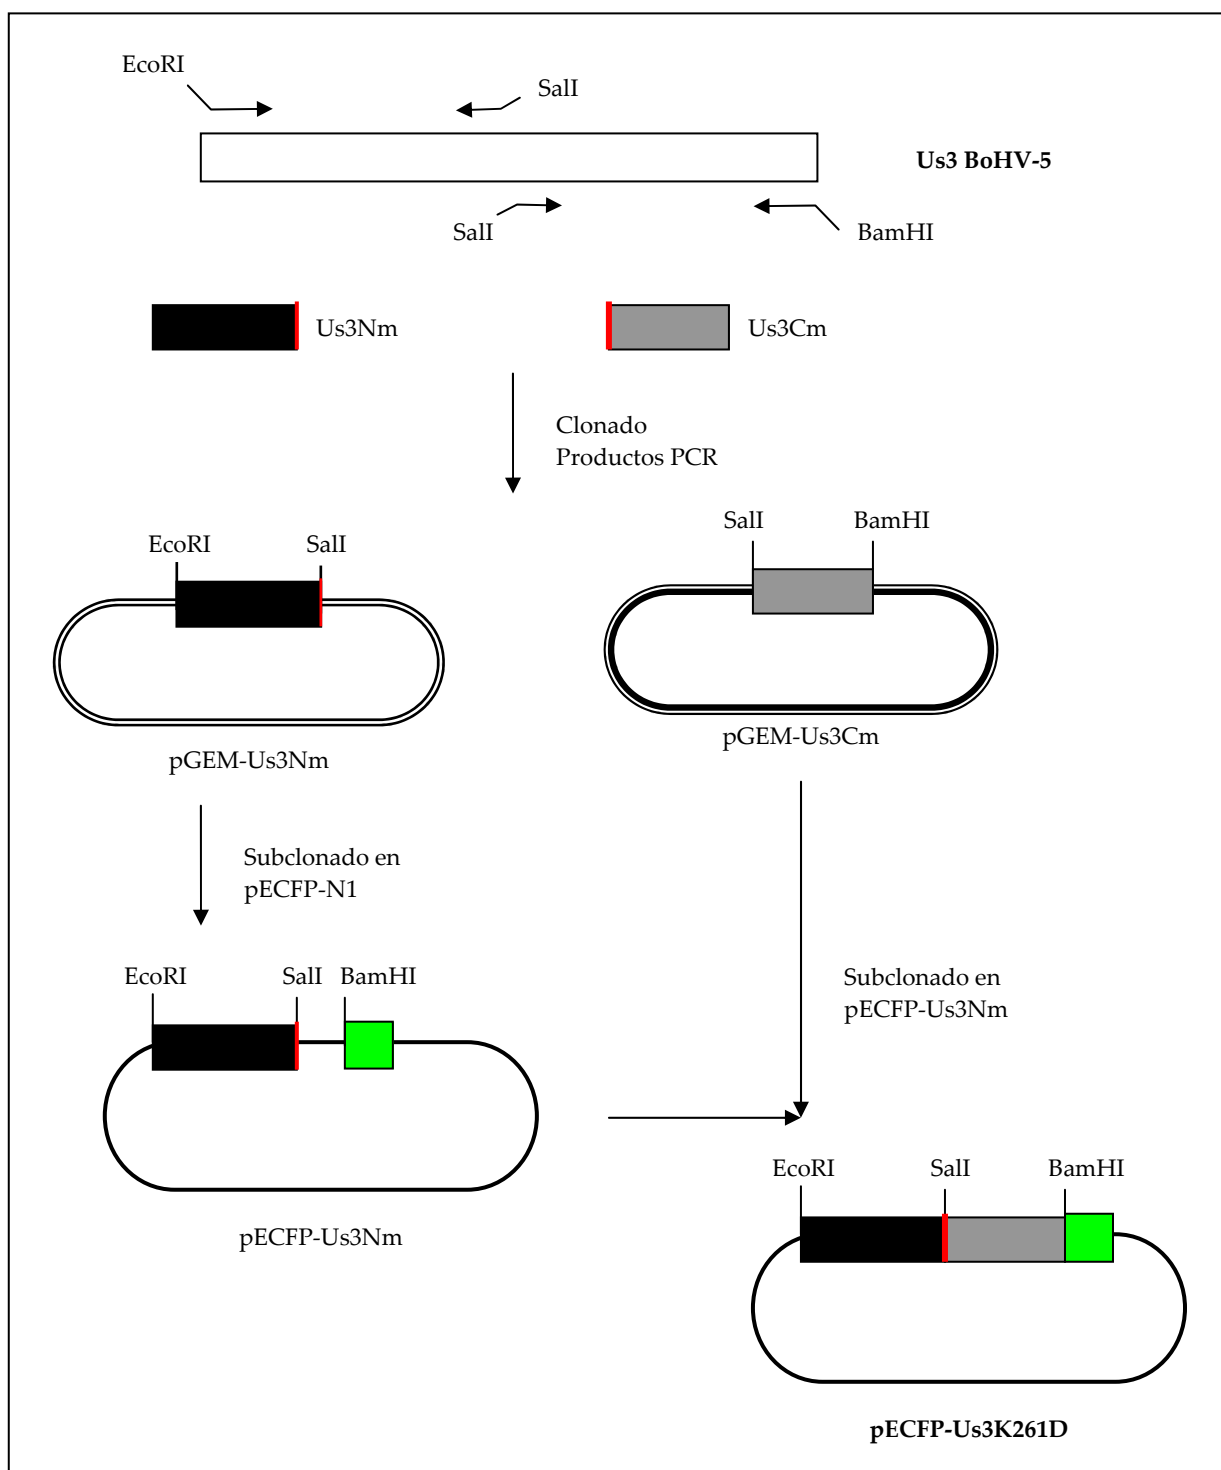 EcoRI
SalI
Us3 BoHV-5
SalI
BamHI
Us3Nm
Us3Cm
Clonado
Productos PCR
SalI
BamHI
EcoRI
SalI
pGEM-Us3Nm
pGEM-Us3Cm
Subclonado en
pECFP-N1
EcoRI
SalI
BamHI
Subclonado en
pECFP-Us3Nm
pECFP-Us3Nm
EcoRI
SalI
BamHI
pECFP-Us3K261D